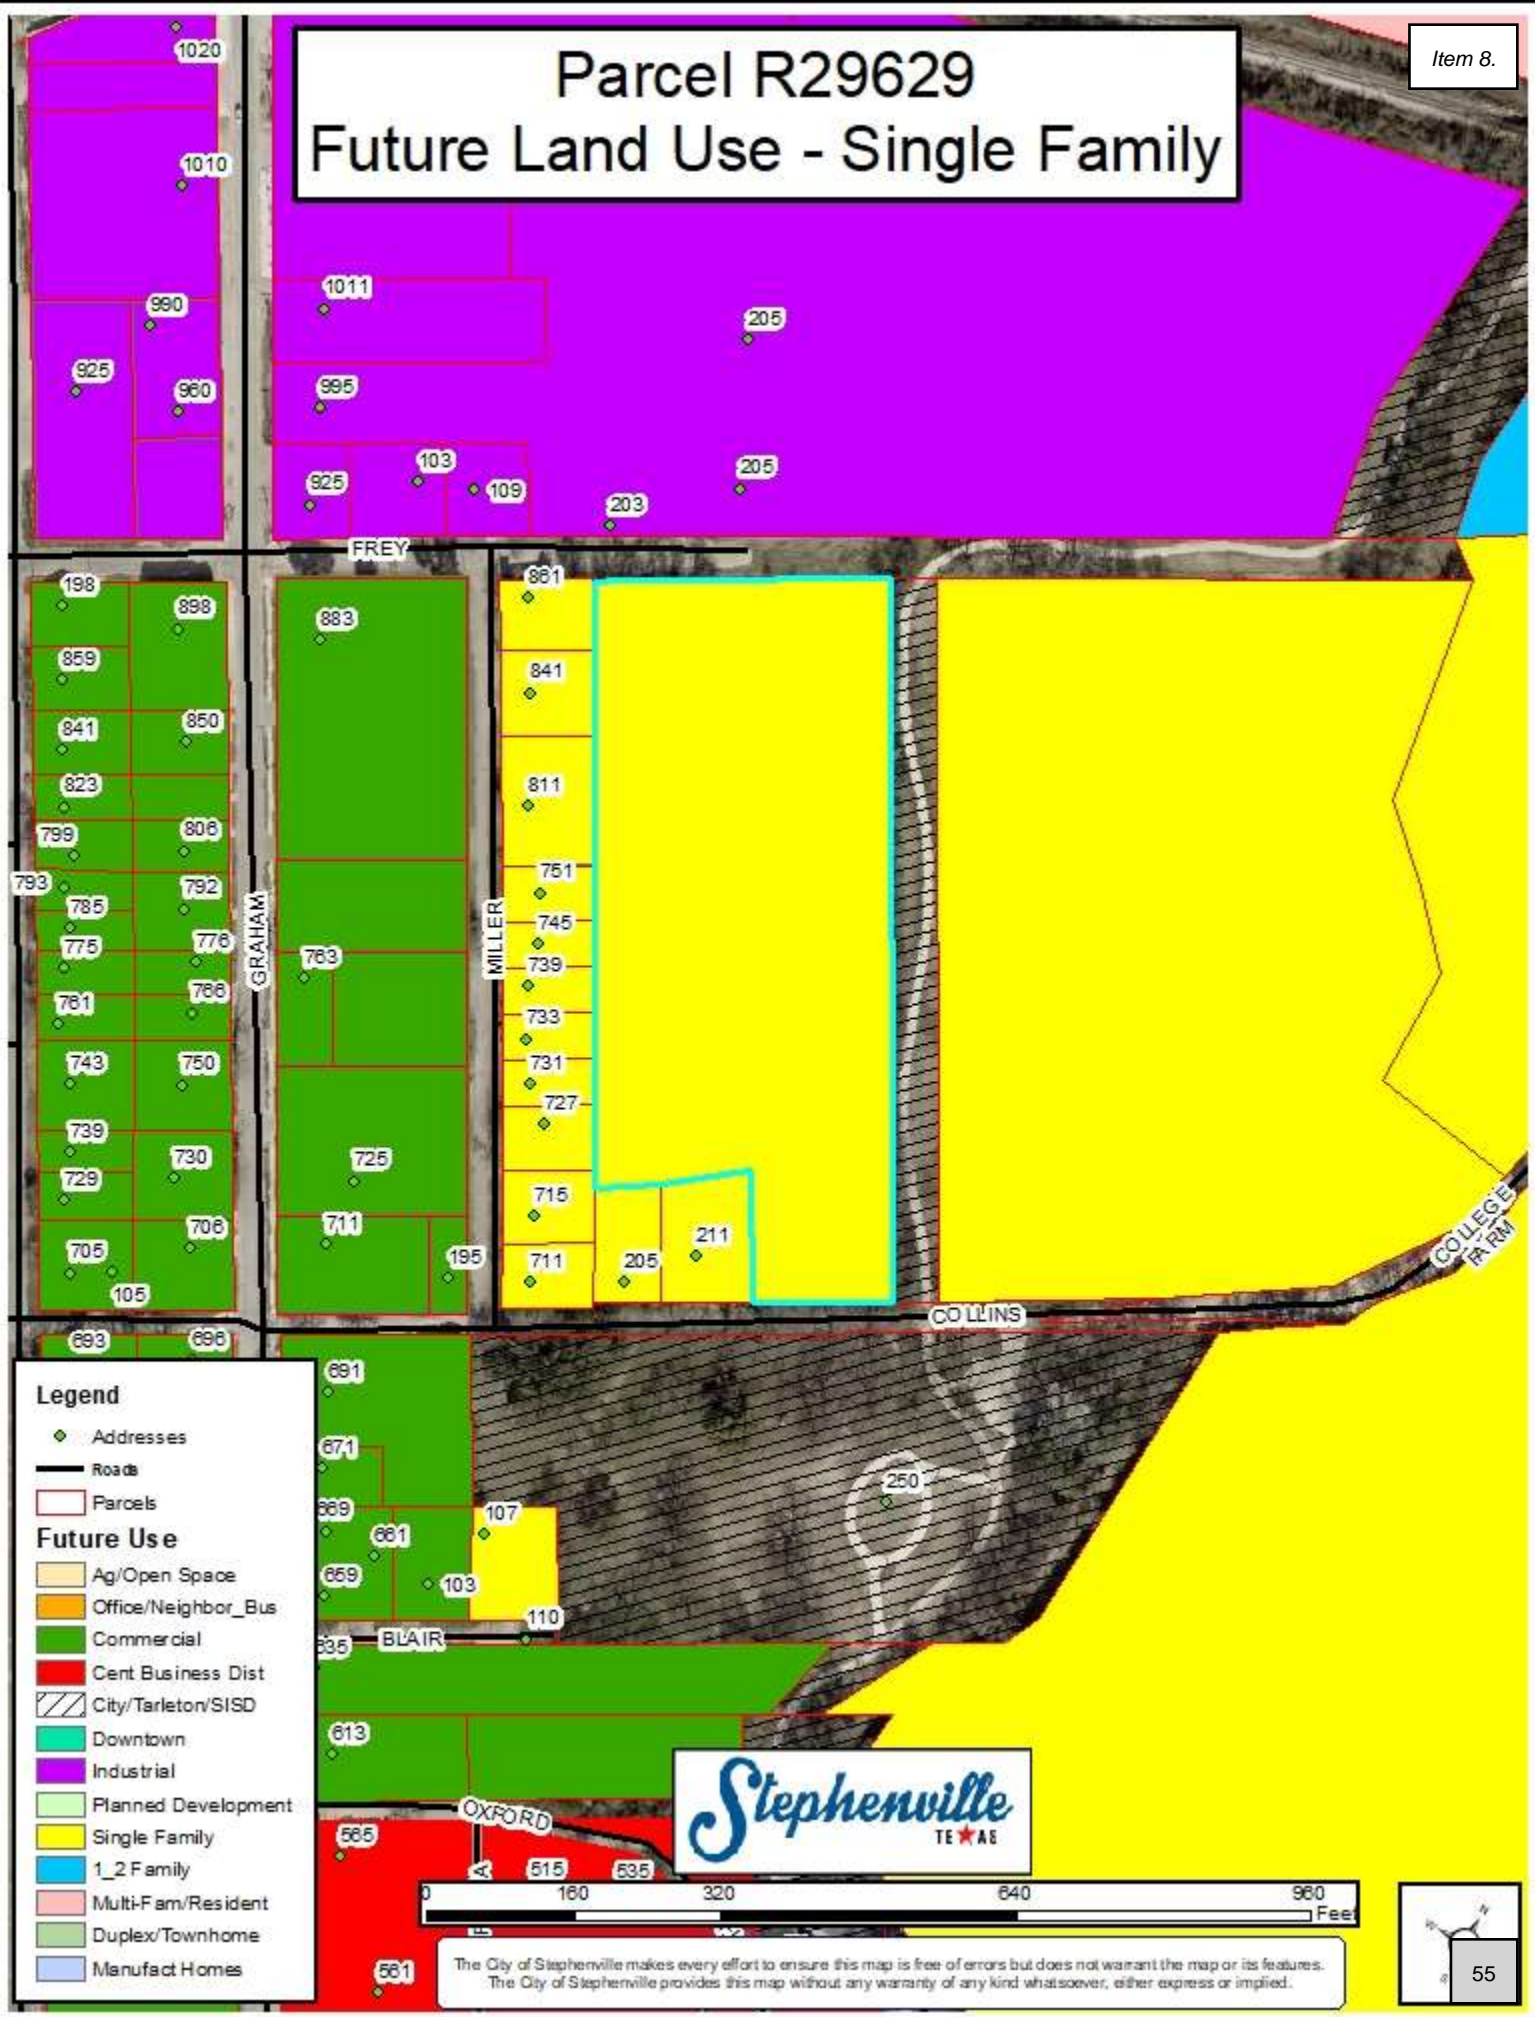 Item 8.
Parcel R29629
Future Land Use - Single Family
1020
1010
990
925
960
1011
205
995
925
103
109
205
203
FREY
198
898
883
861
859
841
841
850
823
811
799
806
793
792
751
785
745
775
776
763
739
761
766
733
GRAHAM
MILLER
743
750
731
727
739
730
725
729
715
706
711
211
705
195
711
205
105
COLLEGE
FARM
COLLINS
693
696
691
671
250
669
661
107
659
103
110
635
BLAIR
613
OXFORD
565
515
535
561
Legend
Addresses
Roads
Parcels
Future Use
Ag/Open Space
Office/Neighbor_Bus
Commercial
Cent Business Dist
City/Tarleton/SISD
Downtown
Industrial
Planned Development
Single Family
1_2 Family
Multi-Fam/Resident
Duplex/Townhome
Manufact Homes
Stephenville
TEXAS
0 160 320 640 960
Feet
The City of Stephenville makes every effort to ensure this map is free of errors but does not warrant the map or its features.
The City of Stephenville provides this map without any warranty of any kind whatsoever, either express or implied.
55